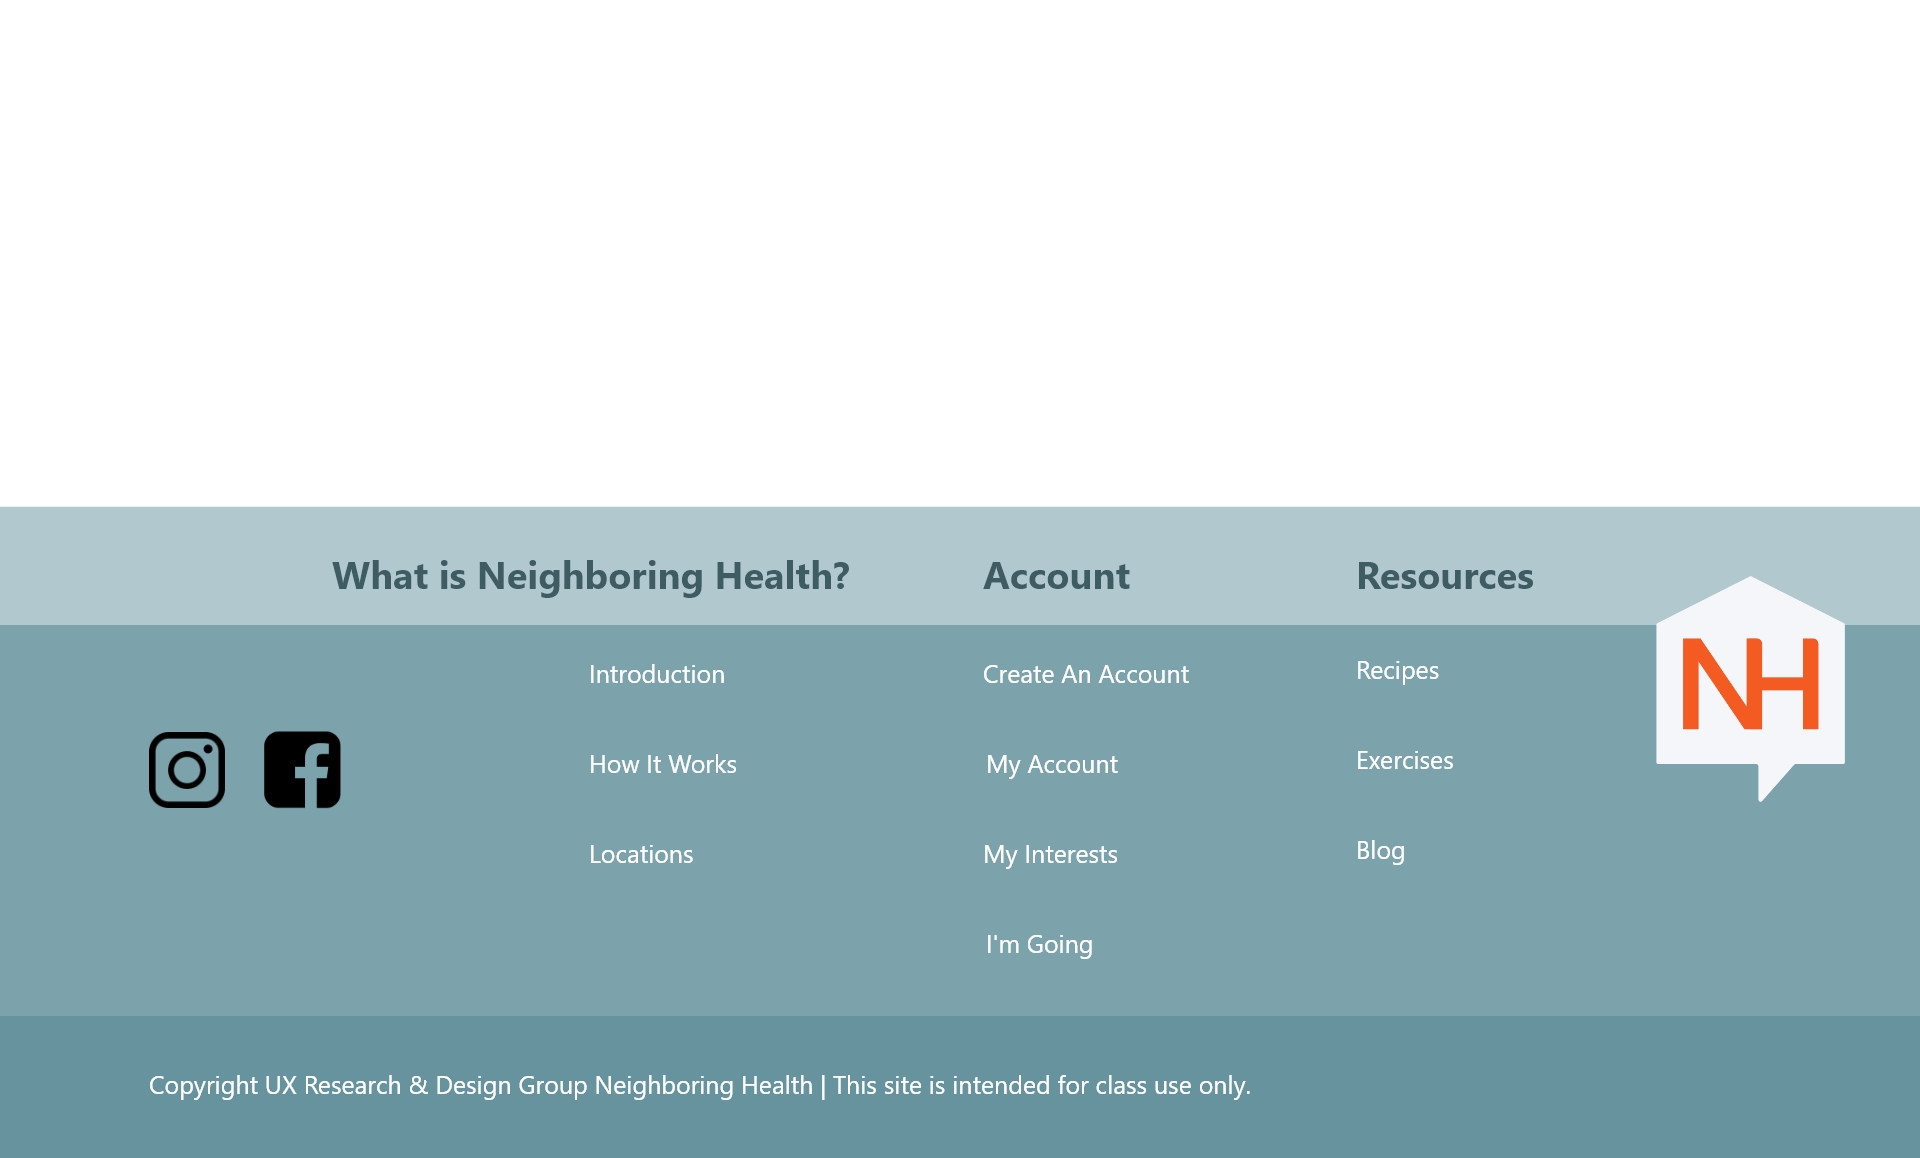 What is Neighboring Health?
Introduction
How It Works
Locations
Account
Create An Account
My Account
My Interests
I'm Going
Resources
Recipes
Exercises
Blog
NH
Copyright UX Research & Design Group Neighboring Health | This site is intended for class use only.